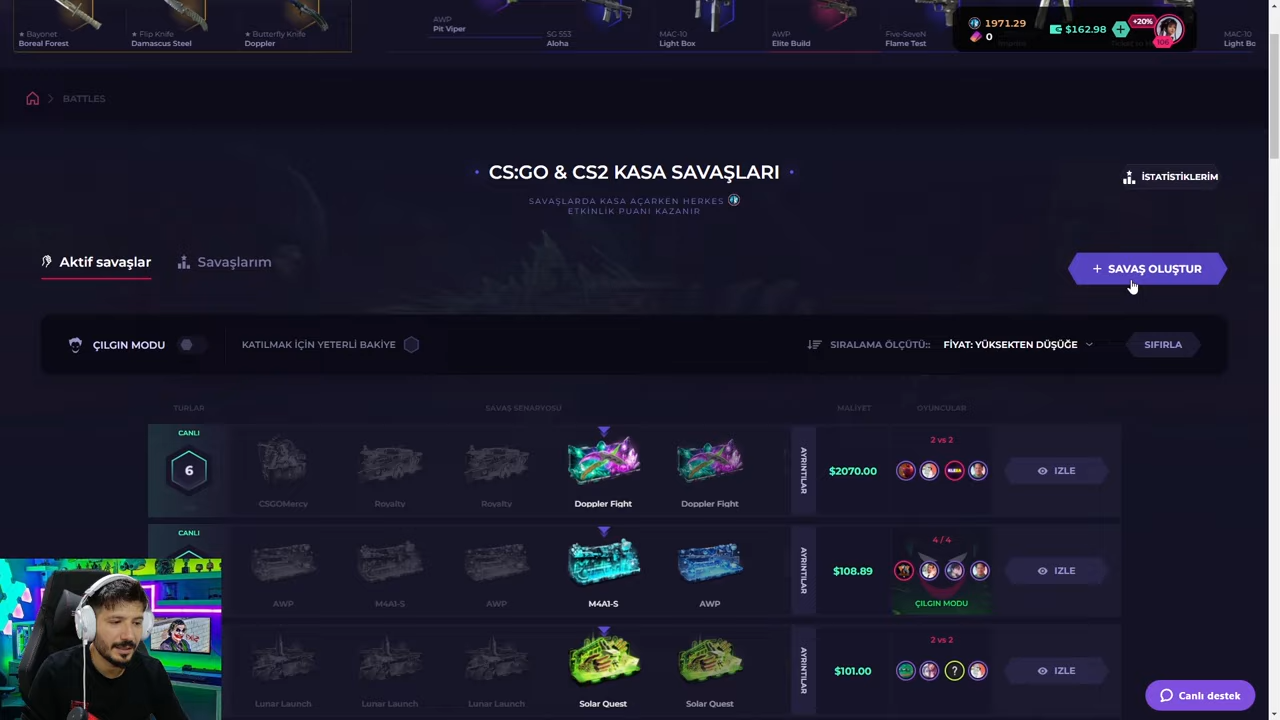 ★ Bayonet
Boreal Forest
★ Flip Knife
Damascus Steel
★ Butterfly Knife
Doppler
AWP
Pit Viper
SG 553
Aloha
MAC-10
Light Box
AWP
Elite Build
Five-SeveN
Flame Test
MAC-10
Light Bo
1971.29
0
$162.98
+20%
106
BATTLES
CS:GO & CS2 KASA SAVAŞLARI
SAVAŞLARDA KASA AÇARKEN HERKES
ETKINLIK PUANI KAZANIR
İSTATİSTİKLERİM
Aktif savaşlar
Savaşlarım
+ SAVAŞ OLUŞTUR
ÇILGIN MODU
KATILMAK İÇİN YETERLİ BAKİYE
SIRALAMA ÖLÇÜTÜ::
FİYAT: YÜKSEKTEN DÜŞÜĞE
SIFIRLA
TURLAR
SAVAŞ SENARYOSU
MALİYET
OYUNCULAR
CANLI
6
CSGOMercy
Royalty
Royalty
Doppler Fight
Doppler Fight
AYRINTILAR
$2070.00
2 vs 2
IZLE
CANLI
AWP
M4A1-S
AWP
M4A1-S
AWP
AYRINTILAR
$108.89
4 / 4
ÇILGIN MODU
IZLE
Lunar Launch
Lunar Launch
Lunar Launch
Solar Quest
Solar Quest
AYRINTILAR
$101.00
2 vs 2
?
IZLE
Canlı destek